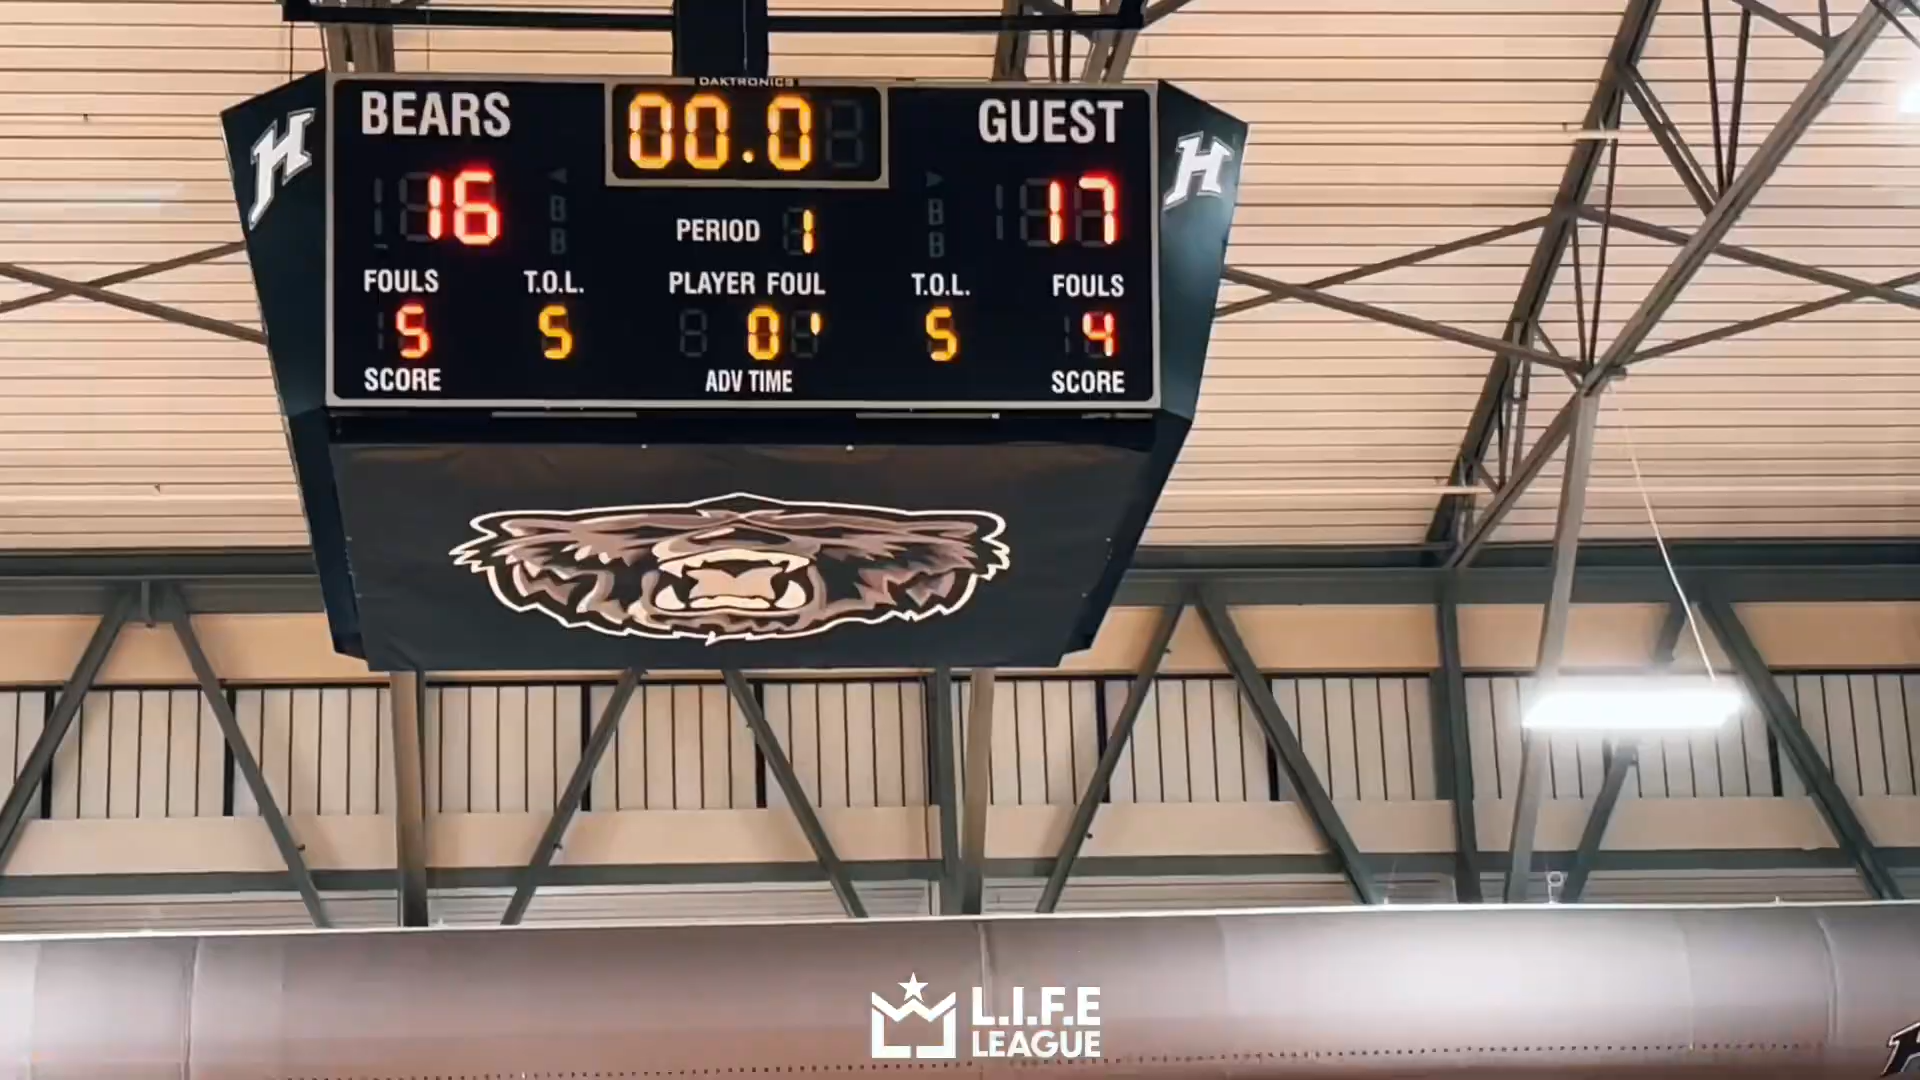 DAKTRONICS
BEARS 00.0 GUEST
16 PERIOD 1 17
FOULS T.O.L. PLAYER FOUL T.O.L. FOULS
5 5 0 ' 5 4
SCORE ADV TIME SCORE
H H
L.I.F.E
LEAGUE